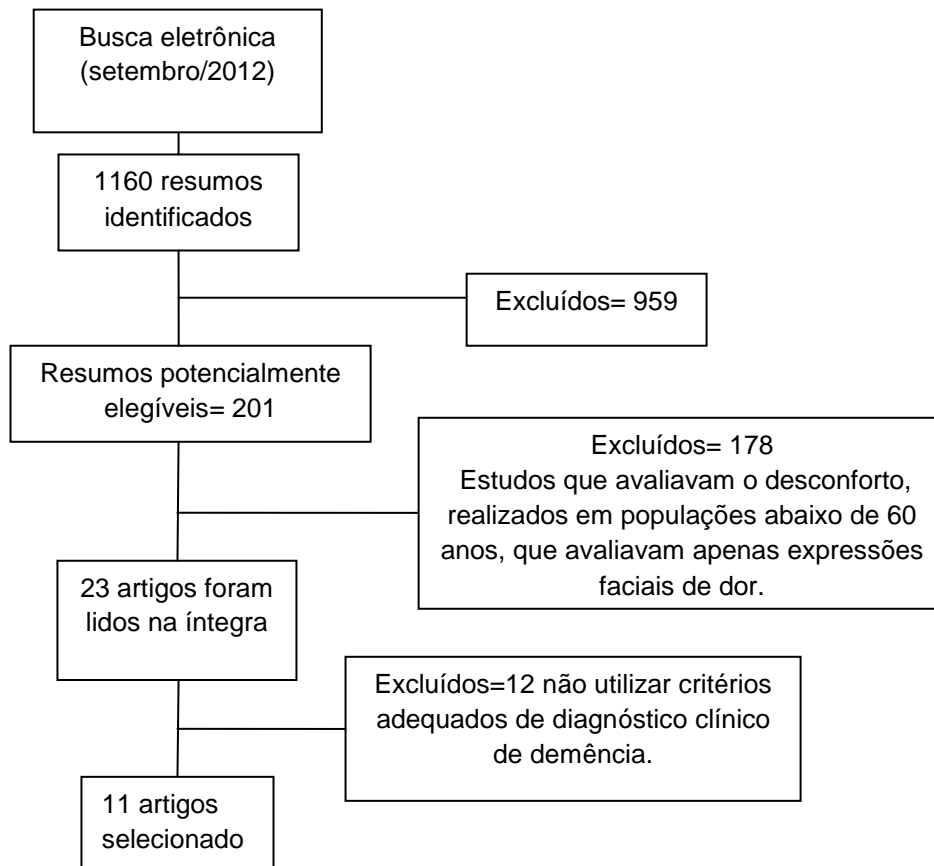 Busca eletrônica
(setembro/2012)
1160 resumos
identificados
Excluídos= 959
Resumos potencialmente
elegíveis= 201
Excluídos= 178
Estudos que avaliavam o desconforto,
realizados em populações abaixo de 60
anos, que avaliavam apenas expressões
faciais de dor.
23 artigos foram
lidos na íntegra
Excluídos=12 não utilizar critérios
adequados de diagnóstico clínico
de demência.
11 artigos
selecionado